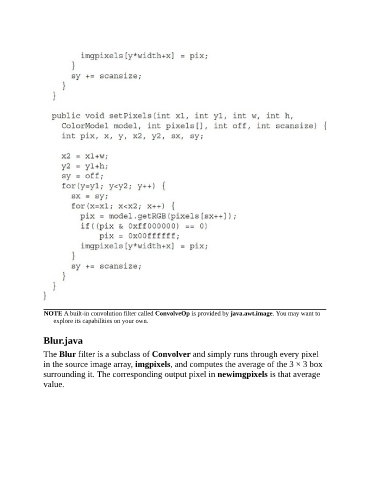 imgpixels[y*width+x] = pix;
}
sy += scansize;
}
}
public void setPixels(int x1, int y1, int w, int h,
ColorModel model, int pixels[], int off, int scansize) {
int pix, x, y, x2, y2, sx, sy;
x2 = x1+w;
y2 = y1+h;
sy = off;
for(y=y1; y<y2; y++) {
sx = sy;
for(x=x1; x<x2; x++) {
pix = model.getRGB(pixels[sx++]);
if((pix & 0xff000000) == 0)
pix = 0x00ffffff;
imgpixels[y*width+x] = pix;
}
sy += scansize;
}
}
}
NOTE A built-in convolution filter called ConvolveOp is provided by java.awt.image. You may want to
explore its capabilities on your own.
Blur.java
The Blur filter is a subclass of Convolver and simply runs through every pixel
in the source image array, imgpixels, and computes the average of the 3 × 3 box
surrounding it. The corresponding output pixel in newimgpixels is that average
value.